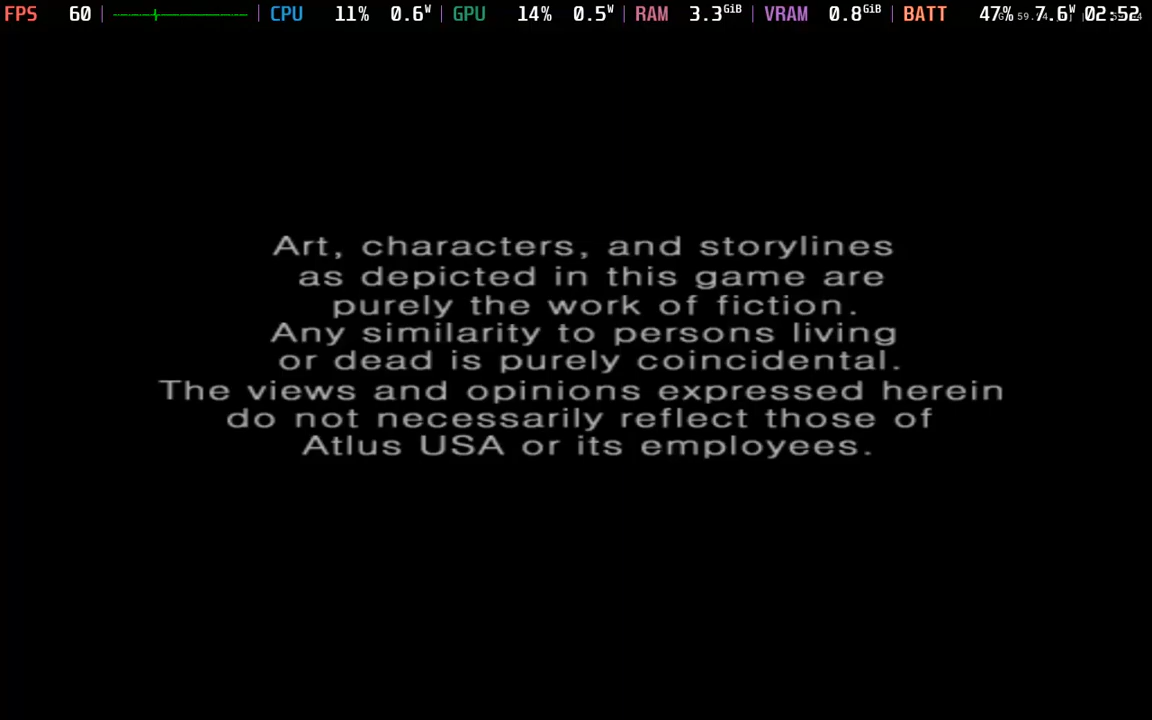 FPS 60 | CPU 11% 0.6W | GPU 14% 0.5W | RAM 3.3GiB | VRAM 0.8GiB | BATT 47% 7.6W 02:52
Art, characters, and storylines
as depicted in this game are
purely the work of fiction.
Any similarity to persons living
or dead is purely coincidental.
The views and opinions expressed herein
do not necessarily reflect those of
Atlus USA or its employees.